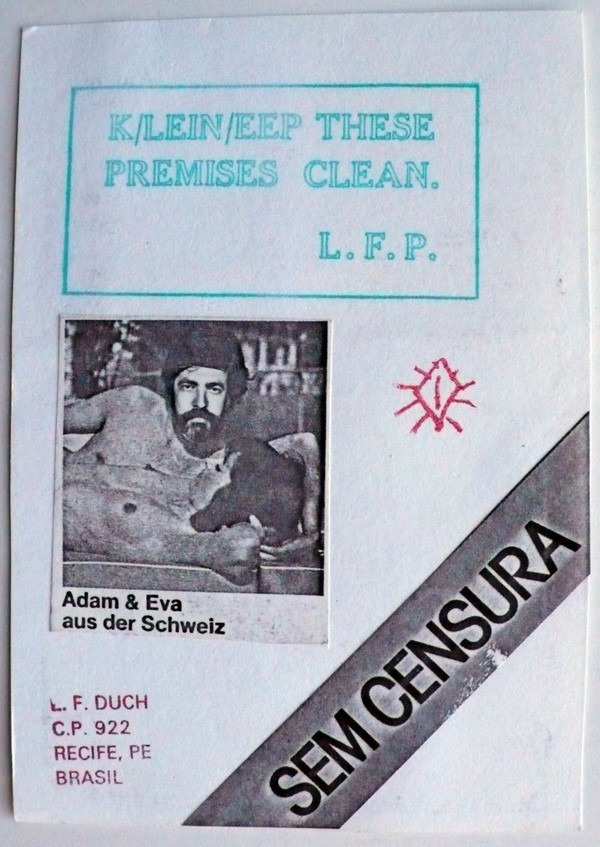 K/LEIN/EEP THESE
PREMISES CLEAN.
L.F.P.
Adam & Eva
aus der Schweiz
SEM CENSURA
L. F. DUCH
C.P. 922
RECIFE, PE
BRASIL